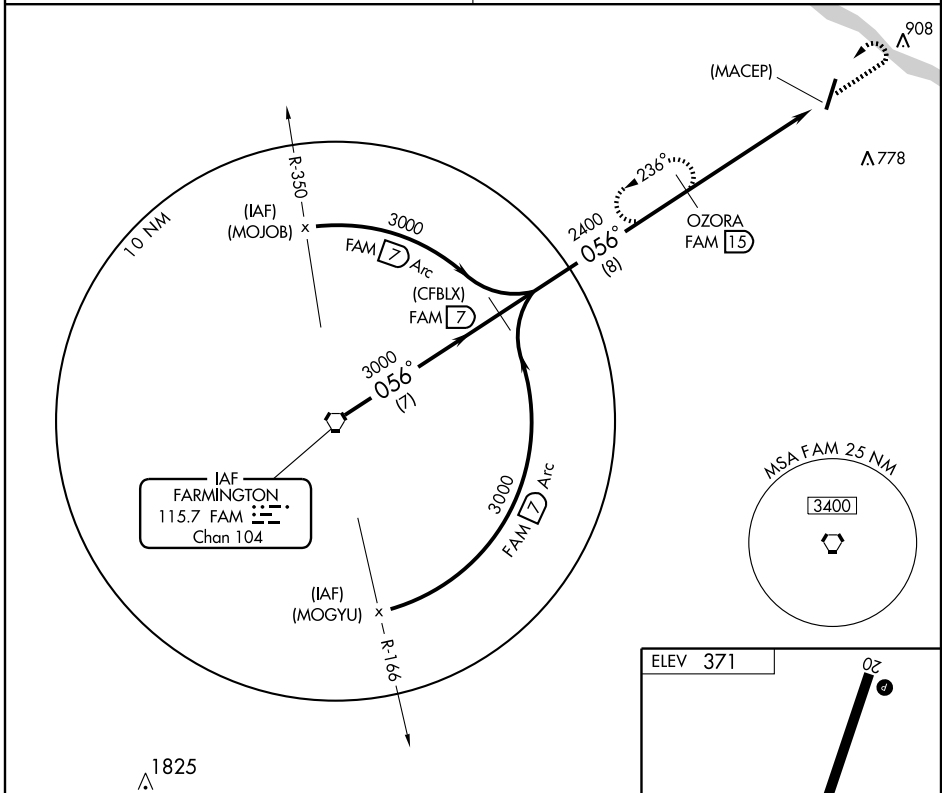 908
(MACEP)
778
R-350
236°
(IAF)
(MOJOB) x
3000
10 NM
FAM 7 Arc
2400
056°
(8)
OZORA
FAM 15
(CFBLX)
FAM 7
3000
056°
(7)
MSA FAM 25 NM
3400
IAF
FARMINGTON
115.7 FAM
Chan 104
3000
FAM 7 Arc
(IAF)
(MOGYU) x
R-166
ELEV 371
20
P
1825